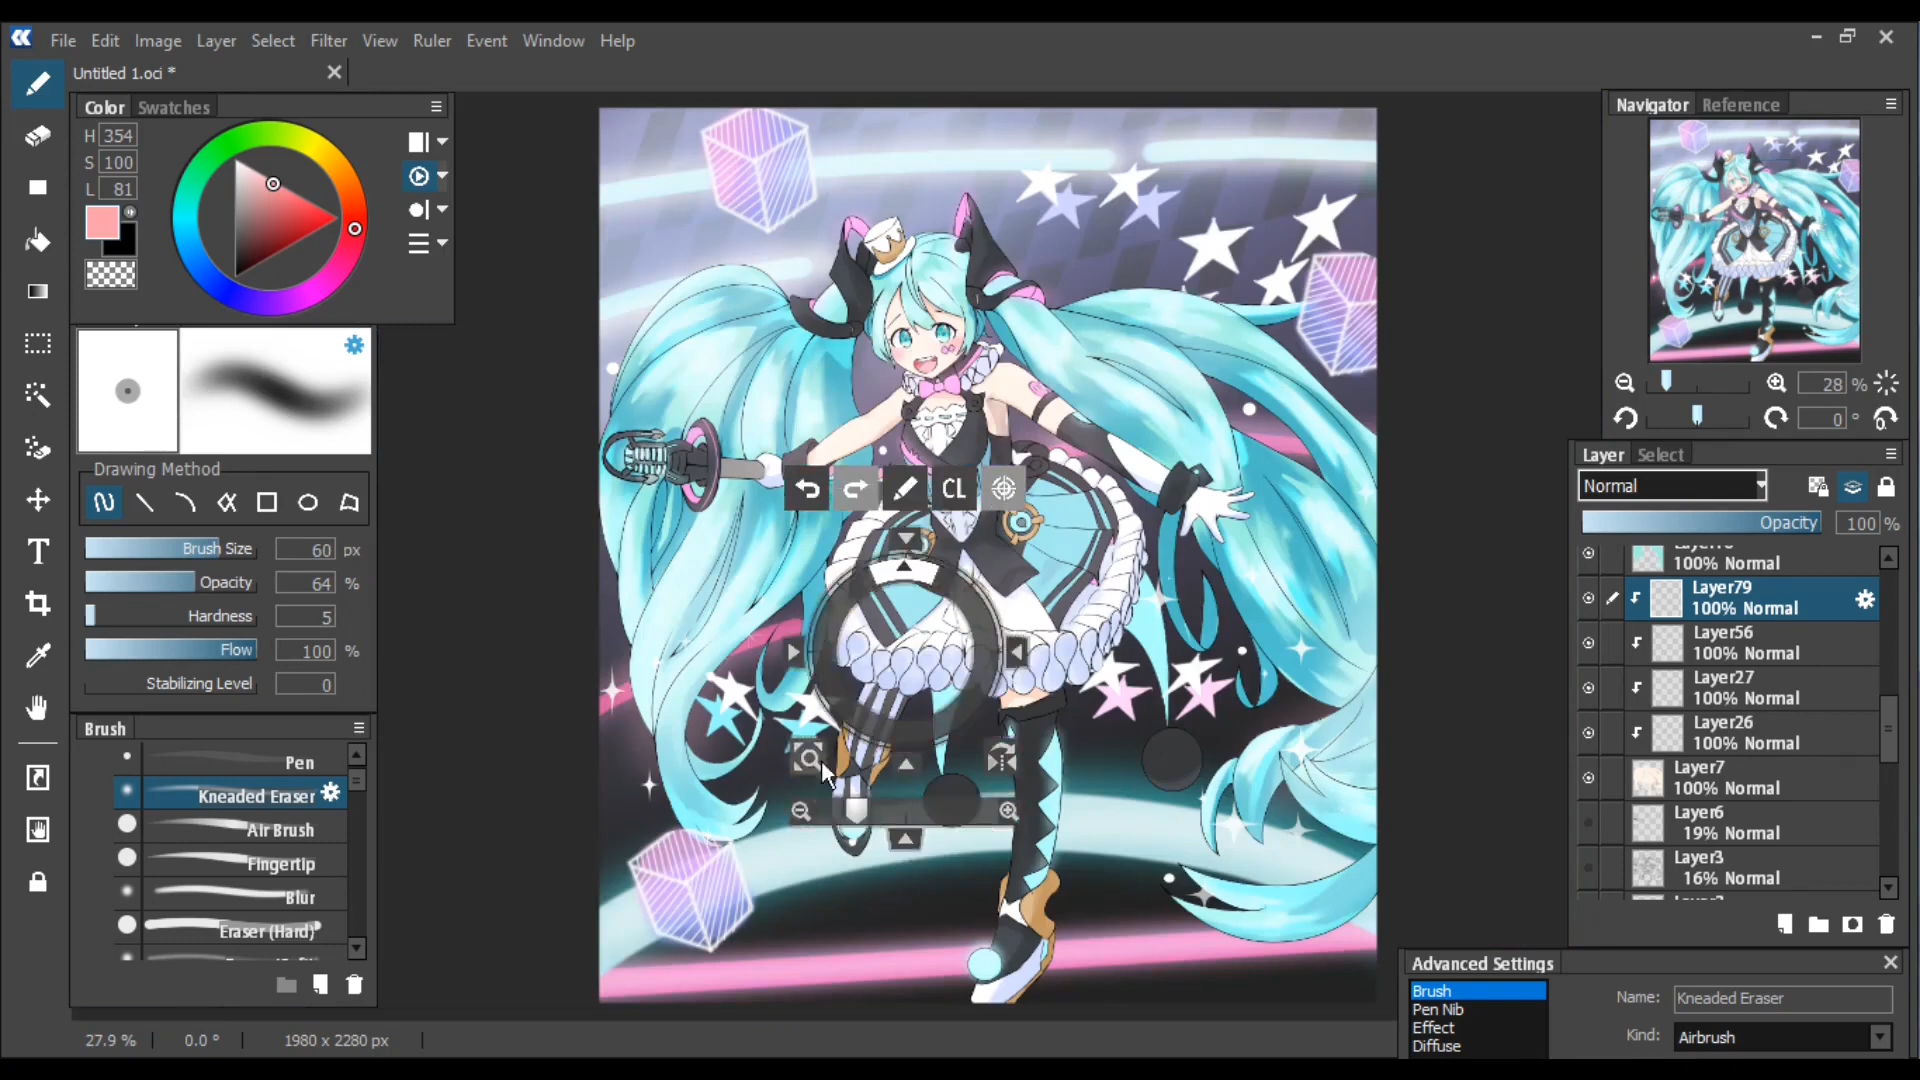 File Edit Image Layer Select Filter View Ruler Event Window Help
Untitled 1.oci *
Color Swatches
H 354
S 100
L 81
Drawing Method
Brush Size 60 px
Opacity 64 %
Hardness 5
Flow 100 %
Stabilizing Level 0
Brush
Pen
Kneaded Eraser
Air Brush
Fingertip
Blur
Eraser (Hard)
27.9 % 0.0 ° 1980 x 2280 px
CL
Navigator Reference
28 %
0 °
Layer Select
Normal
Opacity 100 %
100% Normal
Layer79
100% Normal
Layer56
100% Normal
Layer27
100% Normal
Layer26
100% Normal
Layer7
100% Normal
Layer6
19% Normal
Layer3
16% Normal
Advanced Settings
Brush
Pen Nib
Effect
Diffuse
Name: Kneaded Eraser
Kind: Airbrush